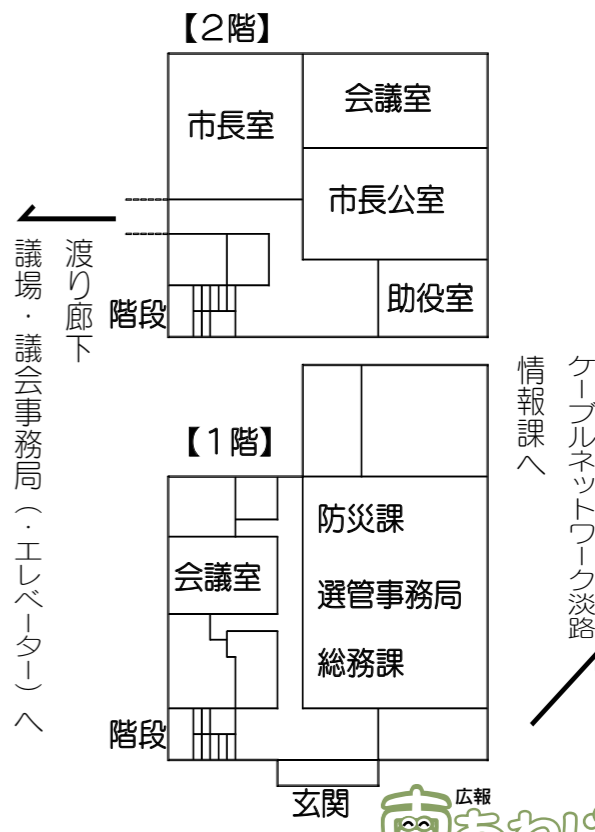 【2階】
市長室
会議室
市長公室
助役室
階段
渡り廊下
議場・議会事務局（・エレベーター）へ
【1階】
防災課
選管事務局
総務課
会議室
階段
玄関
ケーブルネットワーク淡路
情報課へ
広報